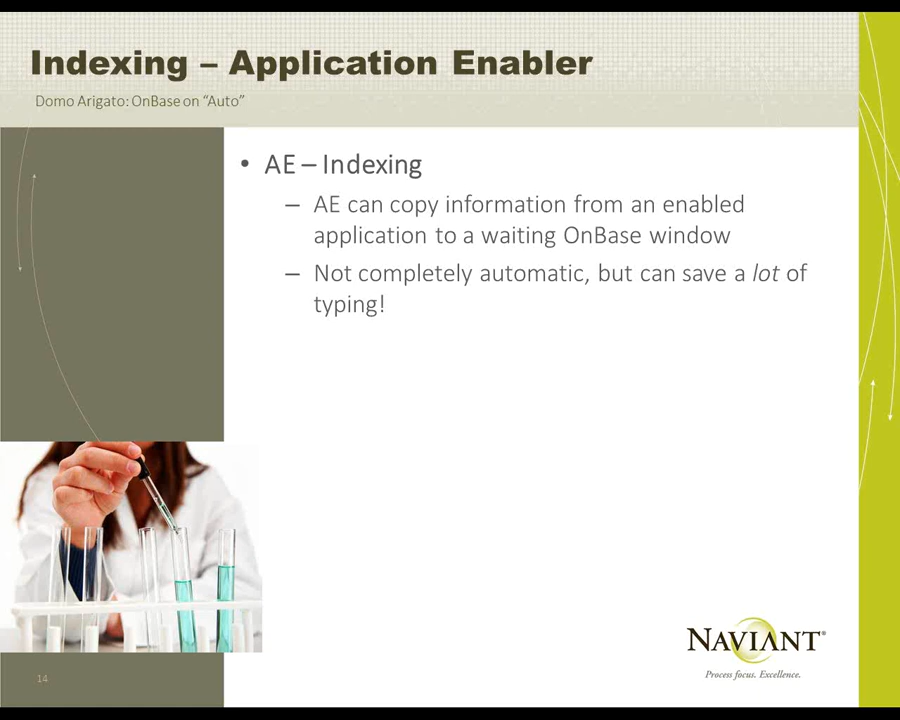 Indexing – Application Enabler
Domo Arigato: OnBase on “Auto”
• AE – Indexing
– AE can copy information from an enabled
application to a waiting OnBase window
– Not completely automatic, but can save a lot of
typing!
NAVIANT®
Process focus. Excellence.
14